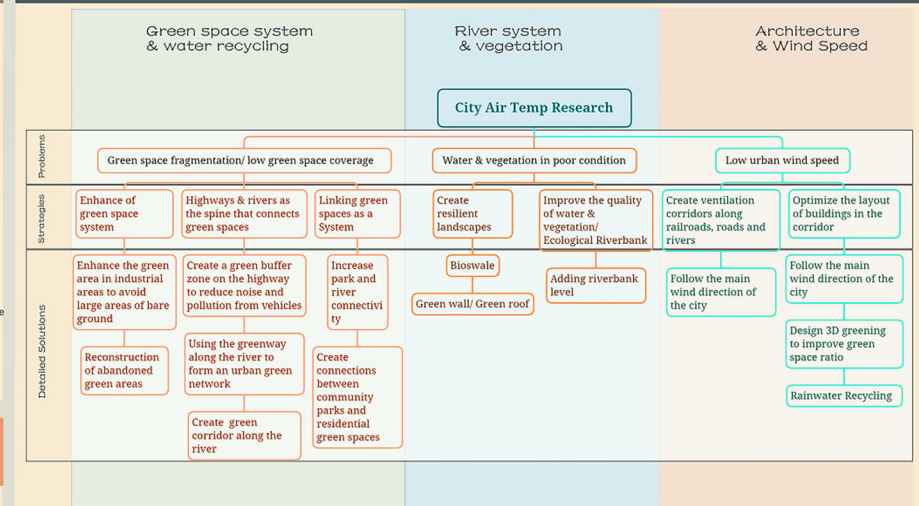 Green space system
& water recycling
River system
& vegetation
Architecture
& Wind Speed
City Air Temp Research
Problems
Green space fragmentation/ low green space coverage
Water & vegetation in poor condition
Low urban wind speed
Strategies
Enhance of
green space
system
Highways & rivers as
the spine that connects
green spaces
Linking green
spaces as a
System
Create
resilient
landscapes
Improve the quality
of water &
vegetation/
Ecological Riverbank
Create ventilation
corridors along
railroads, roads and
rivers
Optimize the layout
of buildings in the
corridor
Detailed Solutions
Enhance the green
area in industrial
areas to avoid
large areas of bare
ground
Reconstruction
of abandoned
green areas
Create a green buffer
zone on the highway
to reduce noise and
pollution from vehicles
Using the greenway
along the river to
form an urban green
network
Create green
corridor along the
river
Increase
park and
river
connectivi
ty
Create
connections
between
community
parks and
residential
green spaces
Bioswale
Green wall/ Green roof
Adding riverbank
level
Follow the main
wind direction of
the city
Follow the main
wind direction of the
city
Design 3D greening
to improve green
space ratio
Rainwater Recycling